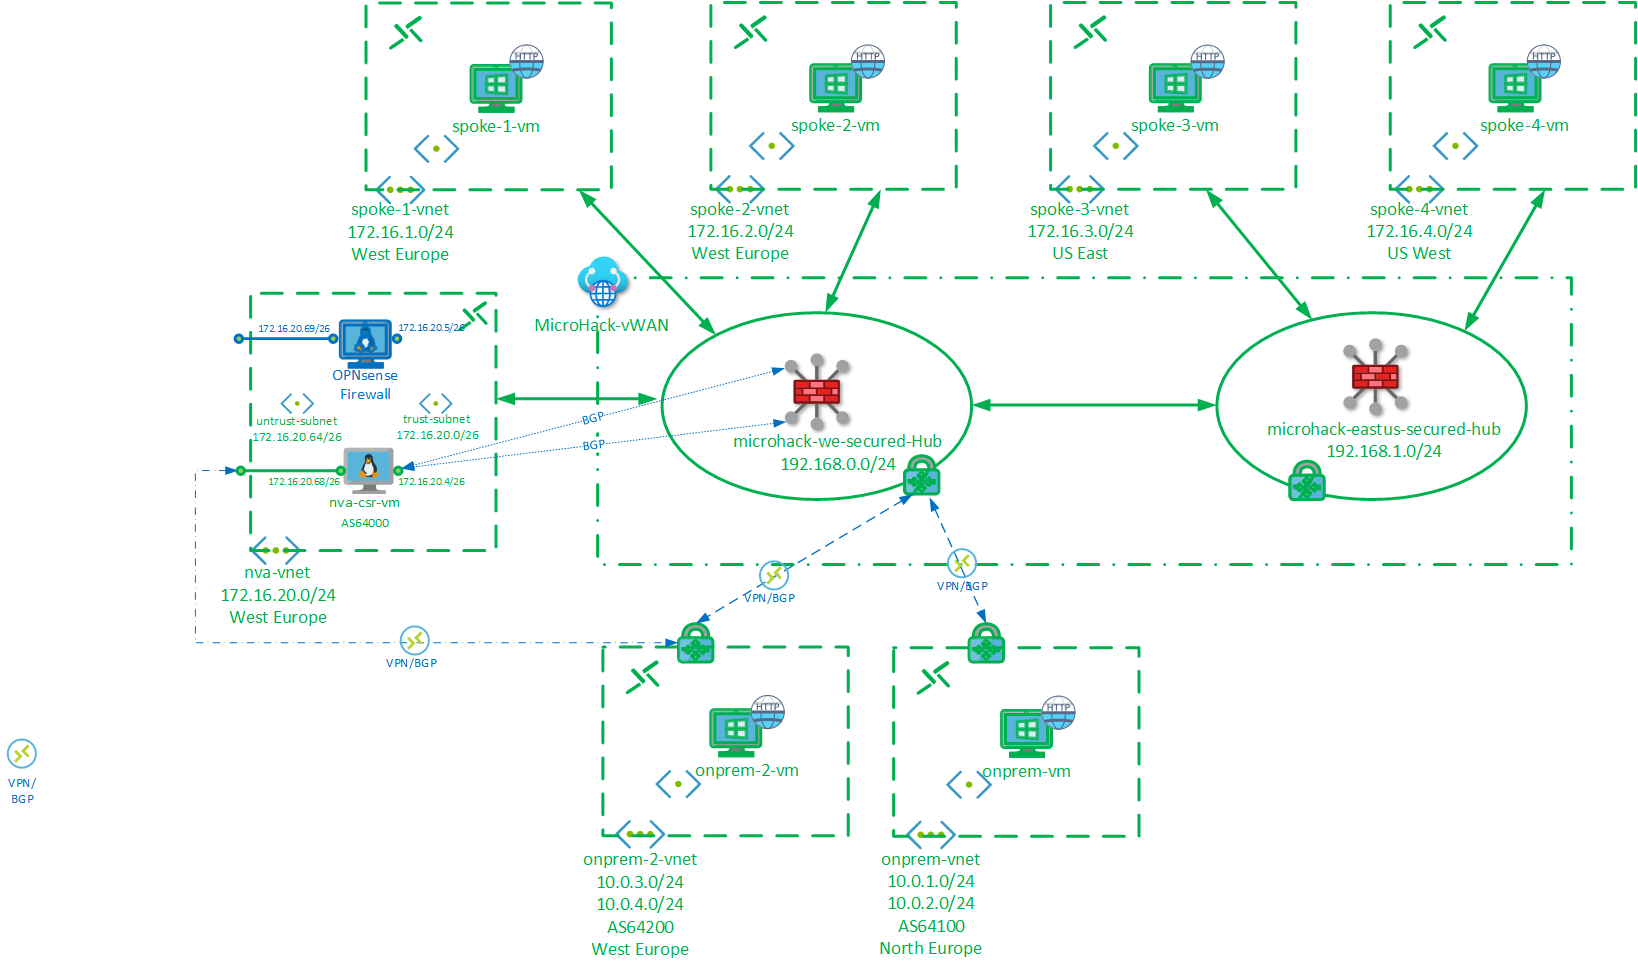 HTTP
spoke-1-vm
spoke-1-vnet
172.16.1.0/24
West Europe
HTTP
spoke-2-vm
spoke-2-vnet
172.16.2.0/24
West Europe
HTTP
spoke-3-vm
spoke-3-vnet
172.16.3.0/24
US East
HTTP
spoke-4-vm
spoke-4-vnet
172.16.4.0/24
US West
MicroHack-vWAN
172.16.20.69/26
172.16.20.5/26
OPNsense
Firewall
untrust-subnet
172.16.20.64/26
trust-subnet
172.16.20.0/26
172.16.20.68/26
172.16.20.4/26
nva-csr-vm
AS64000
nva-vnet
172.16.20.0/24
West Europe
BGP
BGP
microhack-we-secured-Hub
192.168.0.0/24
microhack-eastus-secured-hub
192.168.1.0/24
VPN/BGP
VPN/BGP
VPN/BGP
HTTP
onprem-2-vm
onprem-2-vnet
10.0.3.0/24
10.0.4.0/24
AS64200
West Europe
HTTP
onprem-vm
onprem-vnet
10.0.1.0/24
10.0.2.0/24
AS64100
North Europe
VPN/
BGP